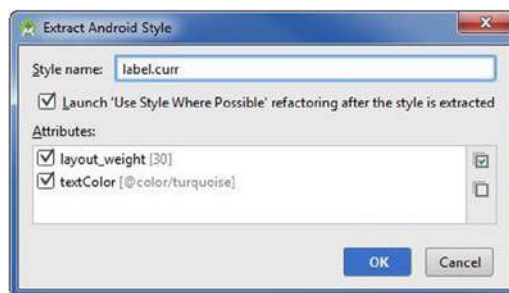 Extract Android Style
Style name: label.curr
Launch 'Use Style Where Possible' refactoring after the style is extracted
Attributes:
layout_weight [30]
textColor [@color/turquoise]
OK Cancel